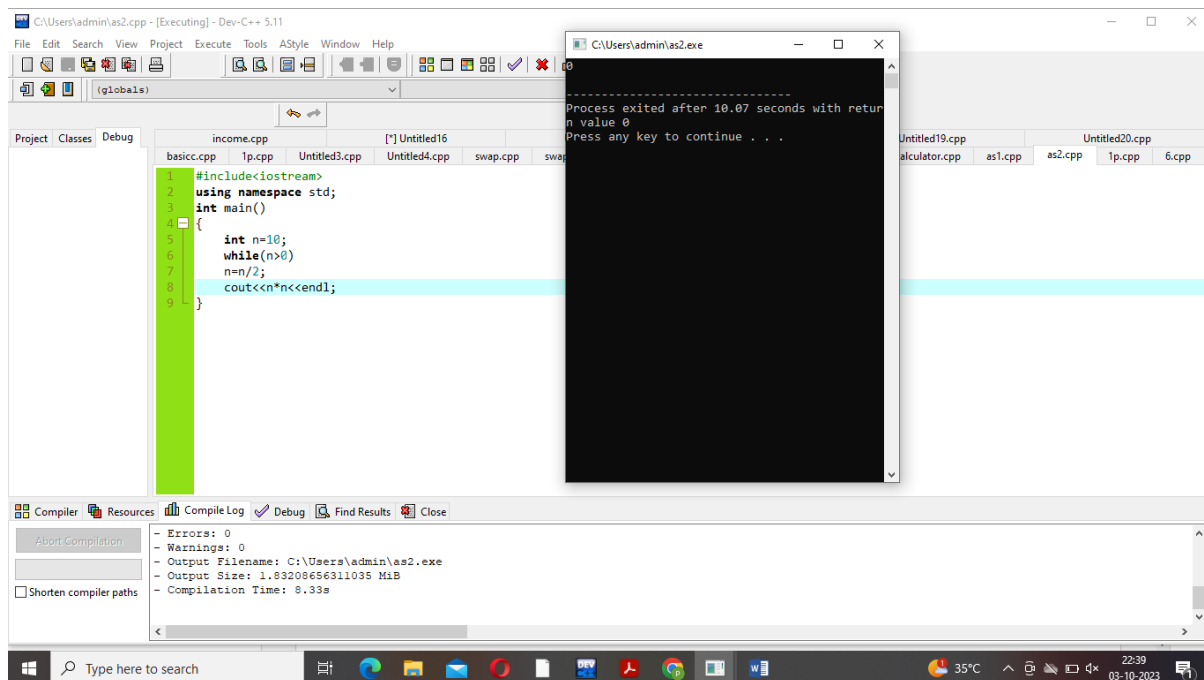 C:\Users\admin\as2.cpp - [Executing] - Dev-C++ 5.11
File Edit Search View Project Execute Tools AStyle Window Help
(globals)
Project Classes Debug
income.cpp [*] Untitled16 Untitled19.cpp Untitled20.cpp
basicc.cpp 1p.cpp Untitled3.cpp Untitled4.cpp swap.cpp swap alculator.cpp as1.cpp as2.cpp 1p.cpp 6.cpp
1 #include<iostream>
2 using namespace std;
3 int main()
4 {
5 int n=10;
6 while(n>0)
7 n=n/2;
8 cout<<n*n<<endl;
9 }
C:\Users\admin\as2.exe
0
--------------------------------
Process exited after 10.07 seconds with retur
n value 0
Press any key to continue . . .
Compiler Resources Compile Log Debug Find Results Close
Abort Compilation
Shorten compiler paths
- Errors: 0
- Warnings: 0
- Output Filename: C:\Users\admin\as2.exe
- Output Size: 1.83208656311035 MiB
- Compilation Time: 8.33s
Type here to search
DEV
35°C
22:39
03-10-2023